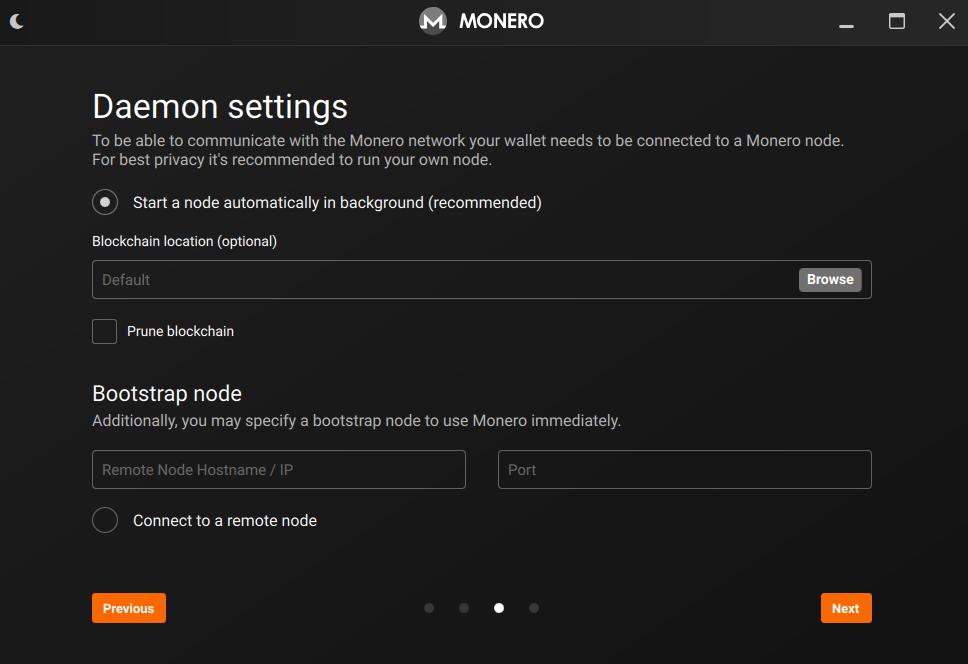 MONERO
Daemon settings
To be able to communicate with the Monero network your wallet needs to be connected to a Monero node.
For best privacy it's recommended to run your own node.
Start a node automatically in background (recommended)
Blockchain location (optional)
Default
Browse
Prune blockchain
Bootstrap node
Additionally, you may specify a bootstrap node to use Monero immediately.
Remote Node Hostname / IP
Port
Connect to a remote node
Previous
Next